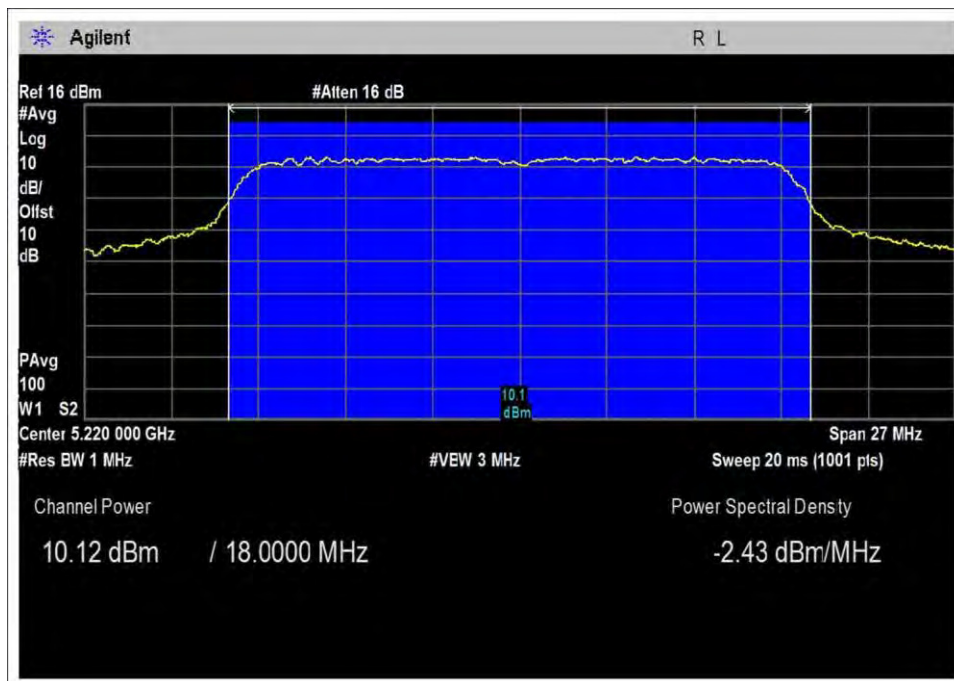 Agilent
R L
Ref 16 dBm
#Atten 16 dB
#Avg
Log
10
dB/
Offst
10
dB
PAvg
100
W1 S2
10.1
dBm
Center 5.220 000 GHz
Span 27 MHz
#Res BW 1 MHz
#VEW 3 MHz
Sweep 20 ms (1001 pts)
Channel Power
Power Spectral Density
10.12 dBm / 18.0000 MHz
-2.43 dBm/MHz